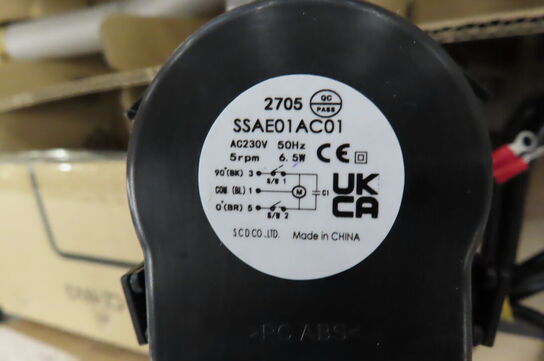 2705 QC PASS
SSAE01AC01
AC230V 50Hz
5rpm 6.5W CE
90°(BK) 3 S/W 1
COM.(BL) 1 M C1
0°(BR) 5 S/W 2
UK
CA
S C D CO.,LTD. Made in CHINA
>PC ABS<